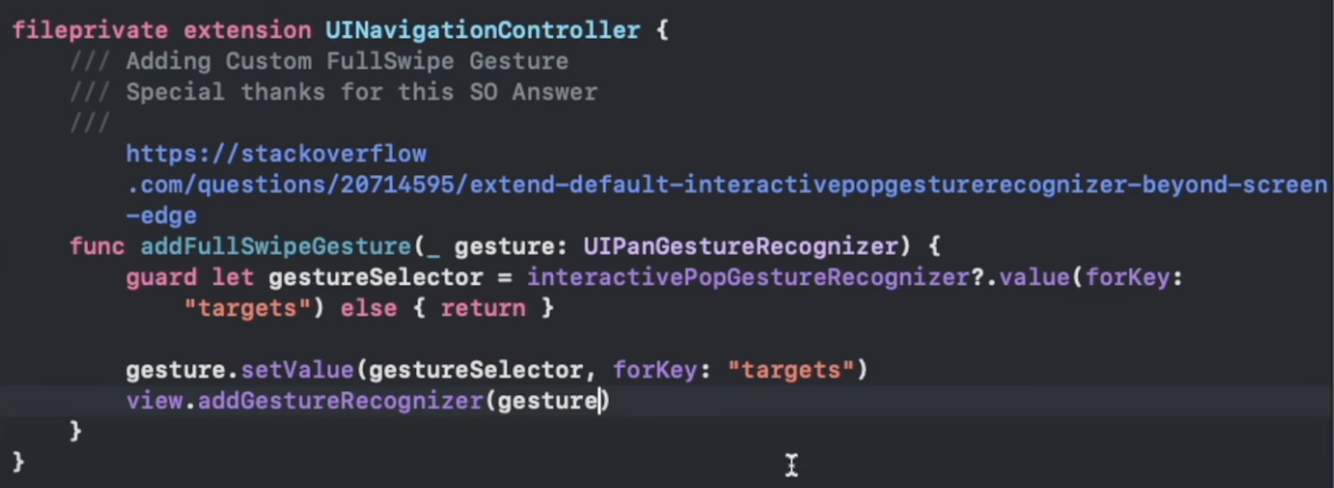 fileprivate extension UINavigationController {
/// Adding Custom FullSwipe Gesture
/// Special thanks for this SO Answer
///
https://stackoverflow
.com/questions/20714595/extend-default-interactivepopgesturerecognizer-beyond-screen
-edge
func addFullSwipeGesture(_ gesture: UIPanGestureRecognizer) {
guard let gestureSelector = interactivePopGestureRecognizer?.value(forKey:
"targets") else { return }
gesture.setValue(gestureSelector, forKey: "targets")
view.addGestureRecognizer(gesture)
}
}